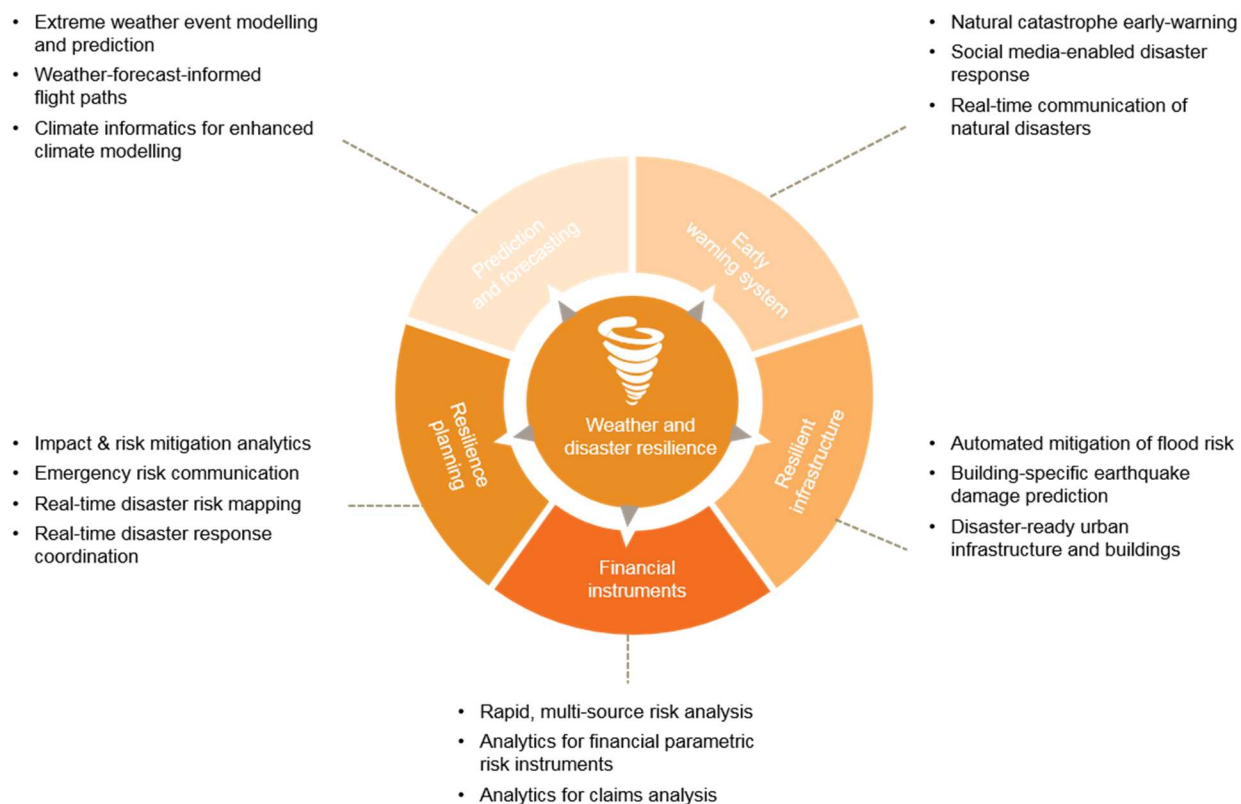 • Extreme weather event modelling
and prediction
• Weather-forecast-informed
flight paths
• Climate informatics for enhanced
climate modelling
• Natural catastrophe early-warning
• Social media-enabled disaster
response
• Real-time communication of
natural disasters
Prediction
and forecasting
Early
warning system
Weather and
disaster resilience
Resilience
planning
Resilient
infrastructure
Financial
instruments
• Impact & risk mitigation analytics
• Emergency risk communication
• Real-time disaster risk mapping
• Real-time disaster response
coordination
• Automated mitigation of flood risk
• Building-specific earthquake
damage prediction
• Disaster-ready urban
infrastructure and buildings
• Rapid, multi-source risk analysis
• Analytics for financial parametric
risk instruments
• Analytics for claims analysis